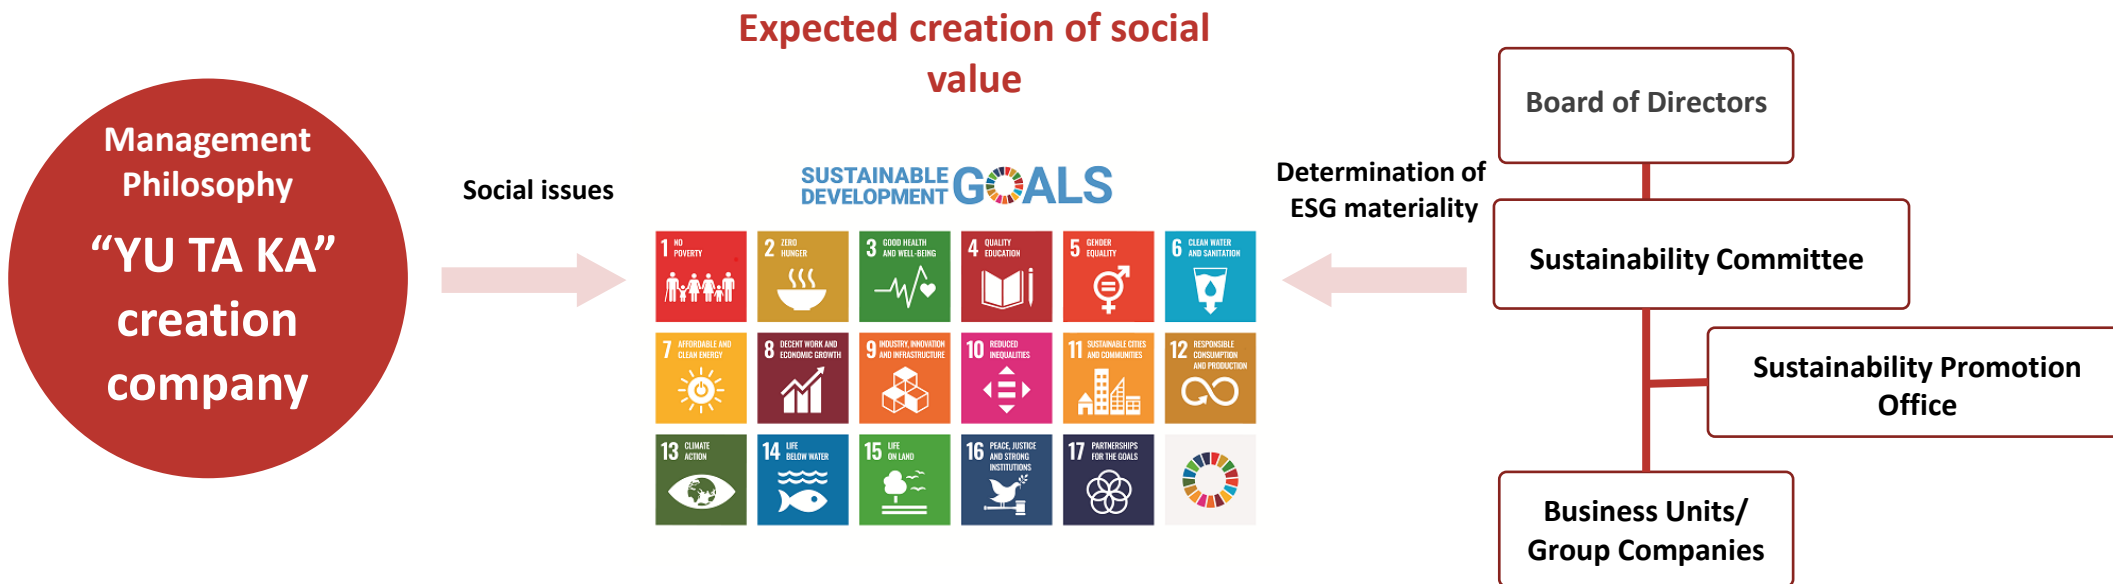 Expected creation of social
value
Management
Philosophy
“YU TA KA”
creation
company
Social issues
SUSTAINABLE
DEVELOPMENT
GOALS
1 NO
POVERTY
2 ZERO
HUNGER
3 GOOD HEALTH
AND WELL-BEING
4 QUALITY
EDUCATION
5 GENDER
EQUALITY
6 CLEAN WATER
AND SANITATION
7 AFFORDABLE AND
CLEAN ENERGY
8 DECENT WORK AND
ECONOMIC GROWTH
9 INDUSTRY, INNOVATION
AND INFRASTRUCTURE
10 REDUCED
INEQUALITIES
11 SUSTAINABLE CITIES
AND COMMUNITIES
12 RESPONSIBLE
CONSUMPTION
AND PRODUCTION
13 CLIMATE
ACTION
14 LIFE
BELOW WATER
15 LIFE
ON LAND
16 PEACE, JUSTICE
AND STRONG
INSTITUTIONS
17 PARTNERSHIPS
FOR THE GOALS
Determination of
ESG materiality
Board of Directors
Sustainability Committee
Sustainability Promotion
Office
Business Units/
Group Companies